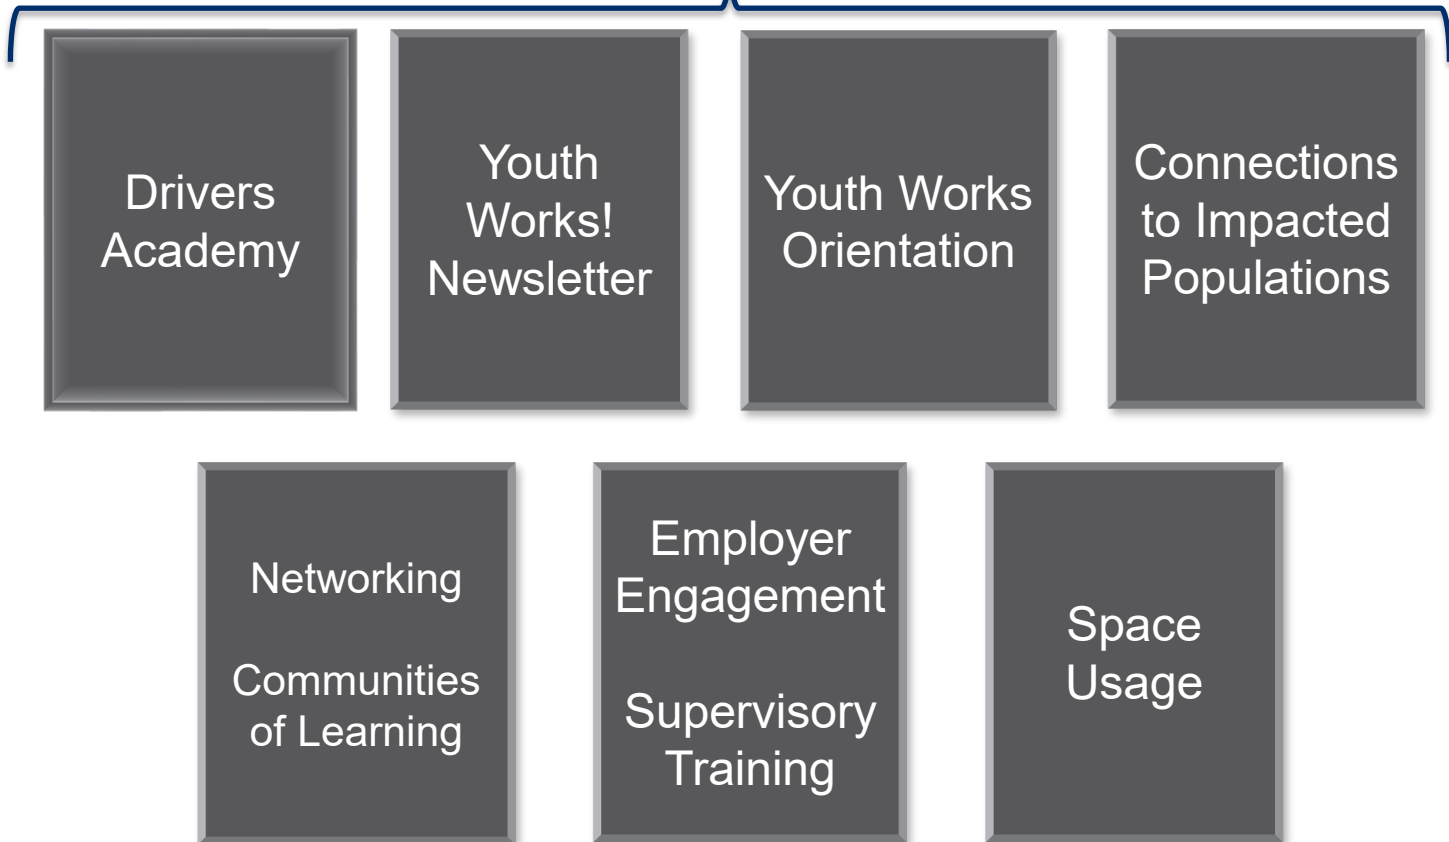 Drivers
Academy
Youth
Works!
Newsletter
Youth Works
Orientation
Connections
to Impacted
Populations
Networking
Communities
of Learning
Employer
Engagement
Supervisory
Training
Space
Usage